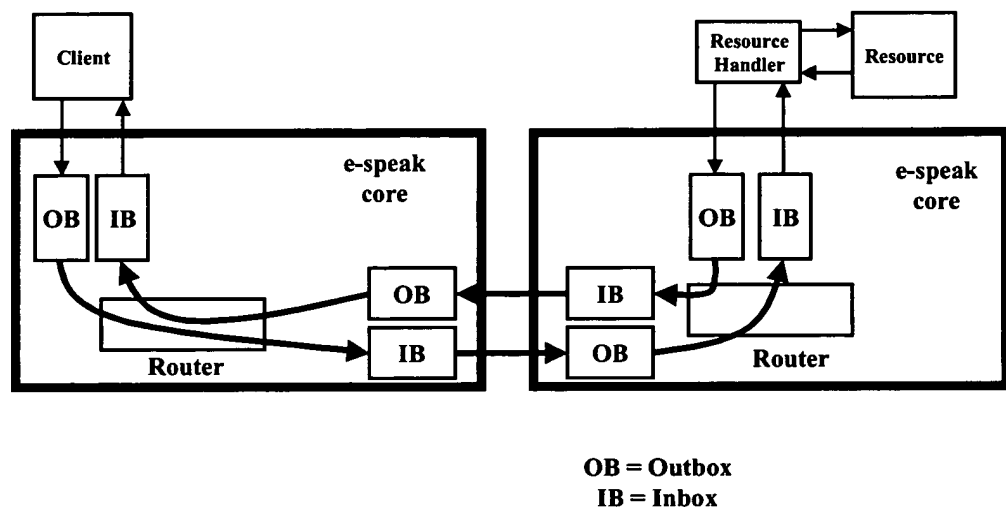 Client
Resource
Handler
Resource
e-speak
core
OB
IB
e-speak
core
OB
IB
OB
IB
Router
IB
OB
Router
OB = Outbox
IB = Inbox